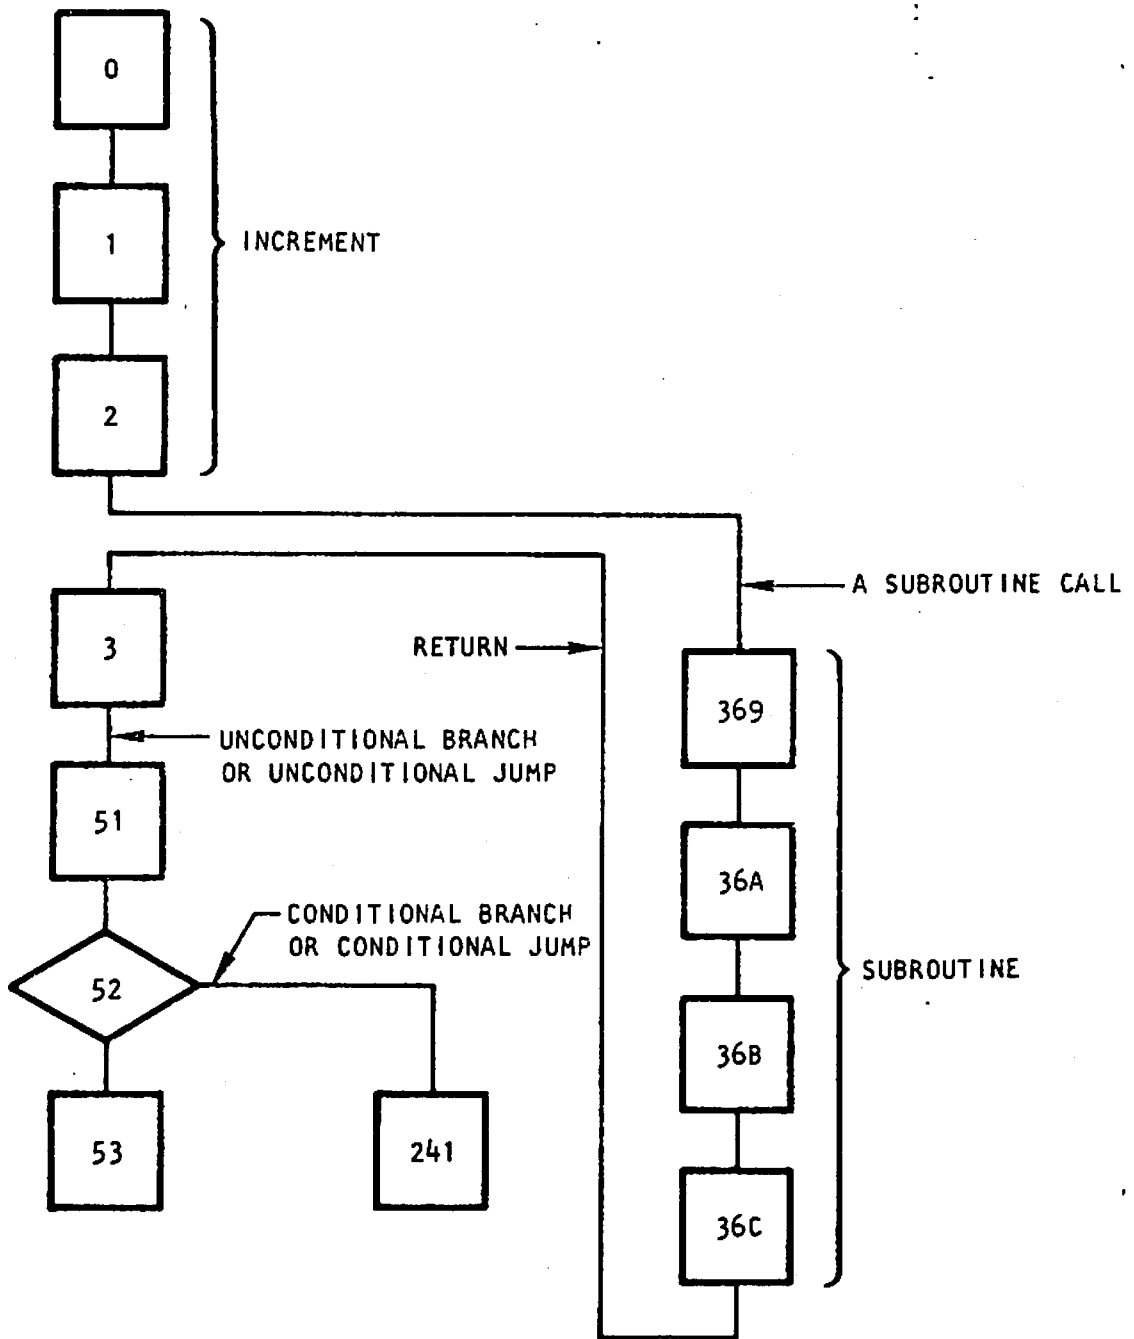 0
1
INCREMENT
2
A SUBROUTINE CALL
3
RETURN
369
UNCONDITIONAL BRANCH
OR UNCONDITIONAL JUMP
51
36A
CONDITIONAL BRANCH
OR CONDITIONAL JUMP
52
SUBROUTINE
36B
53
241
36C